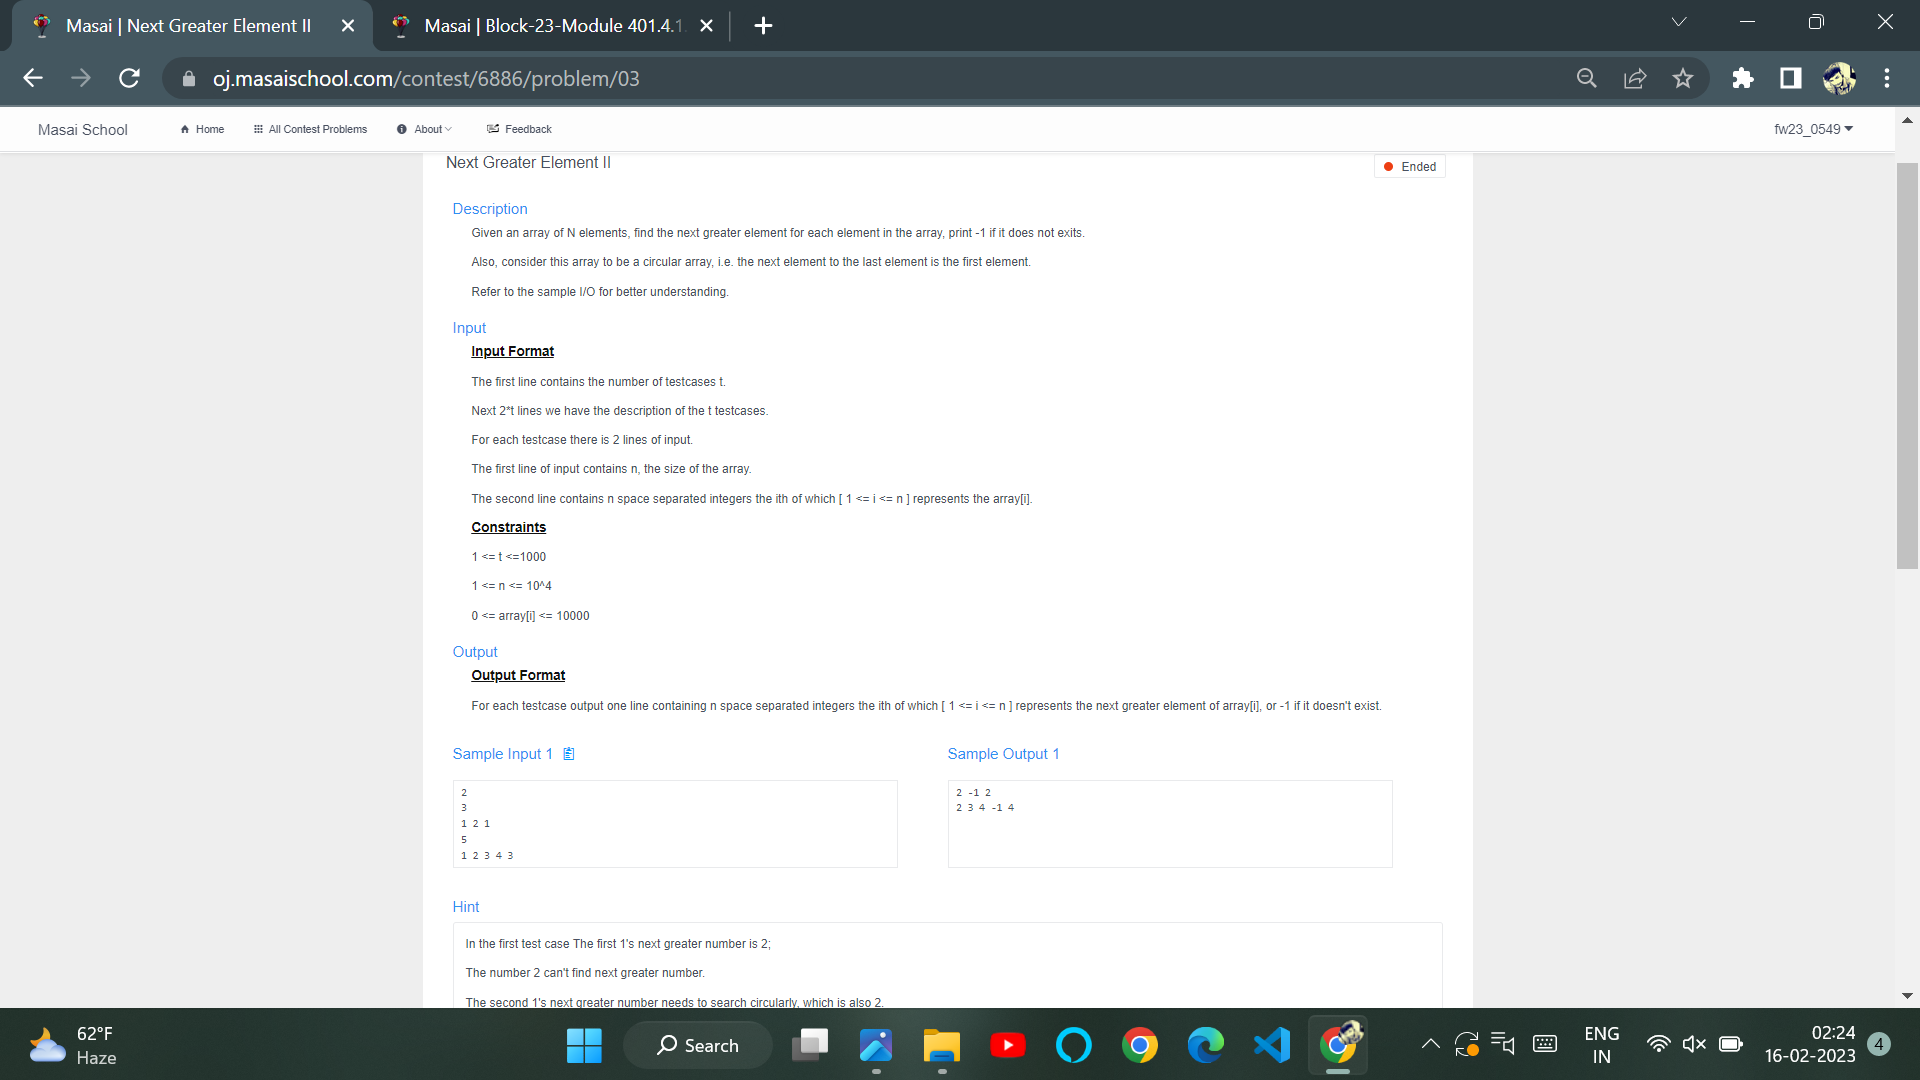 Masai | Next Greater Element II
Masai | Block-23-Module 401.4.1
oj.masaischool.com/contest/6886/problem/03
Masai School
Home
All Contest Problems
About
Feedback
fw23_0549
Next Greater Element II
Ended
Description
Given an array of N elements, find the next greater element for each element in the array, print -1 if it does not exits.
Also, consider this array to be a circular array, i.e. the next element to the last element is the first element.
Refer to the sample I/O for better understanding.
Input
Input Format
The first line contains the number of testcases t.
Next 2*t lines we have the description of the t testcases.
For each testcase there is 2 lines of input.
The first line of input contains n, the size of the array.
The second line contains n space separated integers the ith of which [ 1 <= i <= n ] represents the array[i].
Constraints
1 <= t <=1000
1 <= n <= 10^4
0 <= array[i] <= 10000
Output
Output Format
For each testcase output one line containing n space separated integers the ith of which [ 1 <= i <= n ] represents the next greater element of array[i], or -1 if it doesn't exist.
Sample Input 1
2
3
1 2 1
5
1 2 3 4 3
Sample Output 1
2 -1 2
2 3 4 -1 4
Hint
In the first test case The first 1's next greater number is 2;
The number 2 can't find next greater number.
The second 1's next greater number needs to search circularly, which is also 2.
62°F
Haze
Search
ENG
IN
02:24
16-02-2023
4